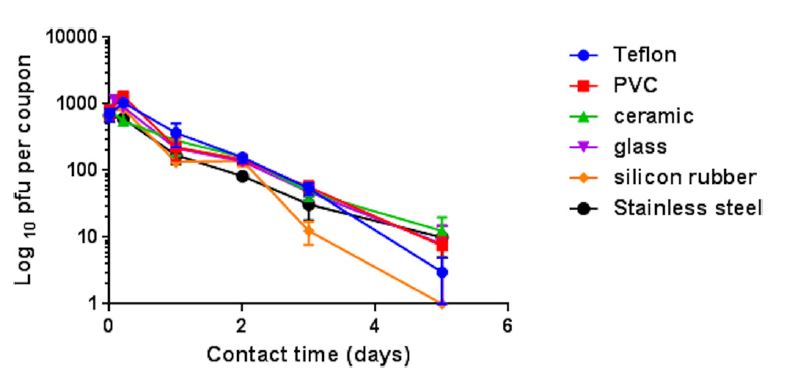 10000
1000
100
10
1
0 2 4 6
Log 10 pfu per coupon
Contact time (days)
Teflon
PVC
ceramic
glass
silicon rubber
Stainless steel